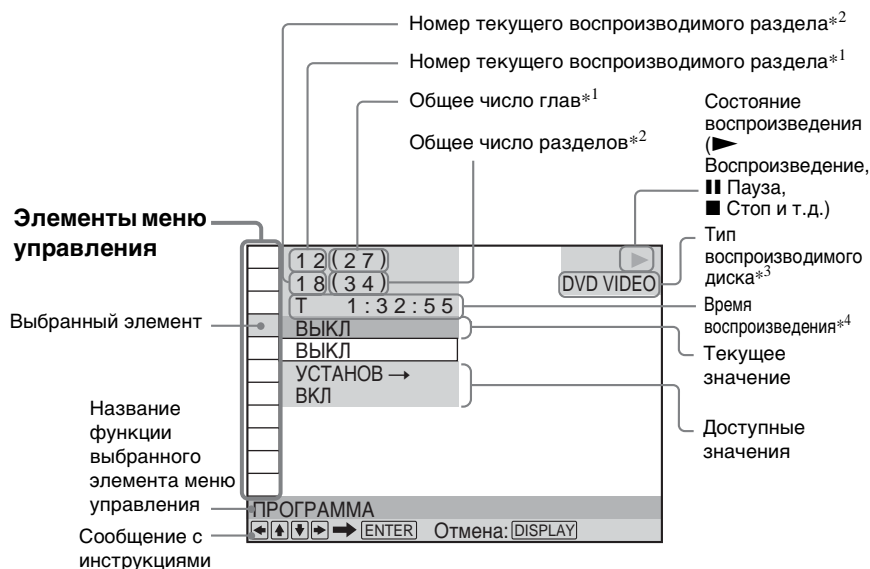 Номер текущего воспроизводимого раздела*2
Номер текущего воспроизводимого раздела*1
Общее число глав*1
Общее число разделов*2
Состояние
воспроизведения
(►
Воспроизведение,
❚❚ Пауза,
■ Стоп и т.д.)
Тип
воспроизводимого
диска*3
Время
воспроизведения*4
Текущее
значение
Доступные
значения
Элементы меню
управления
Выбранный элемент
Название
функции
выбранного
элемента меню
управления
Сообщение с
инструкциями
12(27)
18(34)
T 1:32:55
►
DVD VIDEO
ВЫКЛ
ВЫКЛ
УСТАНОВ →
ВКЛ
ПРОГРАММА
←↑↓→ → ENTER Отмена: DISPLAY